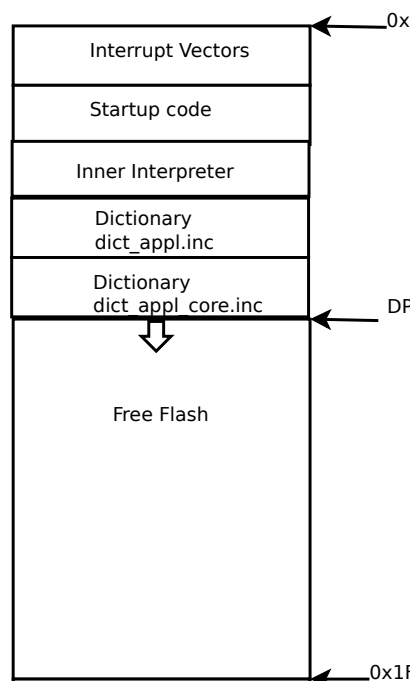 0x
Interrupt Vectors
Startup code
Inner Interpreter
Dictionary
dict_appl.inc
Dictionary
dict_appl_core.inc
DP
Free Flash
0x1F